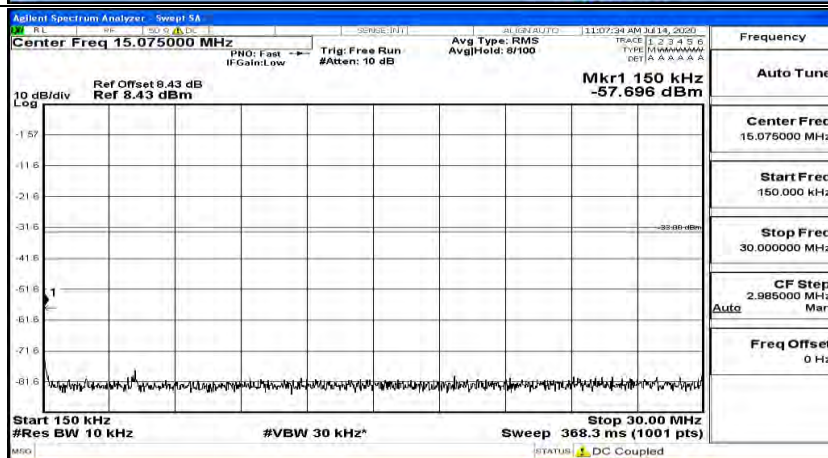 Agilent Spectrum Analyzer - Swept SA
RL RF 50 Ω DC SENSE:INT ALIGN AUTO 11:07:34 AM Jul 14, 2020
Center Freq 15.075000 MHz
PNO: Fast
IFGain:Low
Trig: Free Run
#Atten: 10 dB
Avg Type: RMS
Avg|Hold: 8/100
TRACE 1 2 3 4 5 6
TYPE MWWWWW
DET A A A A A A
Ref Offset 8.43 dB
10 dB/div Ref 8.43 dBm
Log
Mkr1 150 kHz
-57.696 dBm
-1.57
-11.6
-21.6
-31.6
-33.00 dBm
-41.6
-51.6
1
-61.6
-71.6
-81.6
Start 150 kHz
Stop 30.00 MHz
#Res BW 10 kHz
#VBW 30 kHz*
Sweep 368.3 ms (1001 pts)
MSG
STATUS DC Coupled
Frequency
Auto Tune
Center Freq
15.075000 MHz
Start Freq
150.000 kHz
Stop Freq
30.000000 MHz
CF Step
2.985000 MHz
Auto Man
Freq Offset
0 Hz